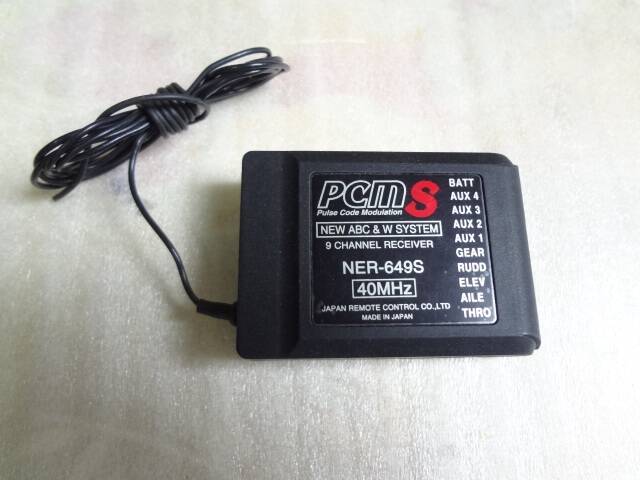 PCM S
Pulse Code Modulation
NEW ABC & W SYSTEM
9 CHANNEL RECEIVER
NER-649S
40MHz
JAPAN REMOTE CONTROL CO.,LTD
MADE IN JAPAN
BATT
AUX 4
AUX 3
AUX 2
AUX 1
GEAR
RUDD
ELEV
AILE
THRO